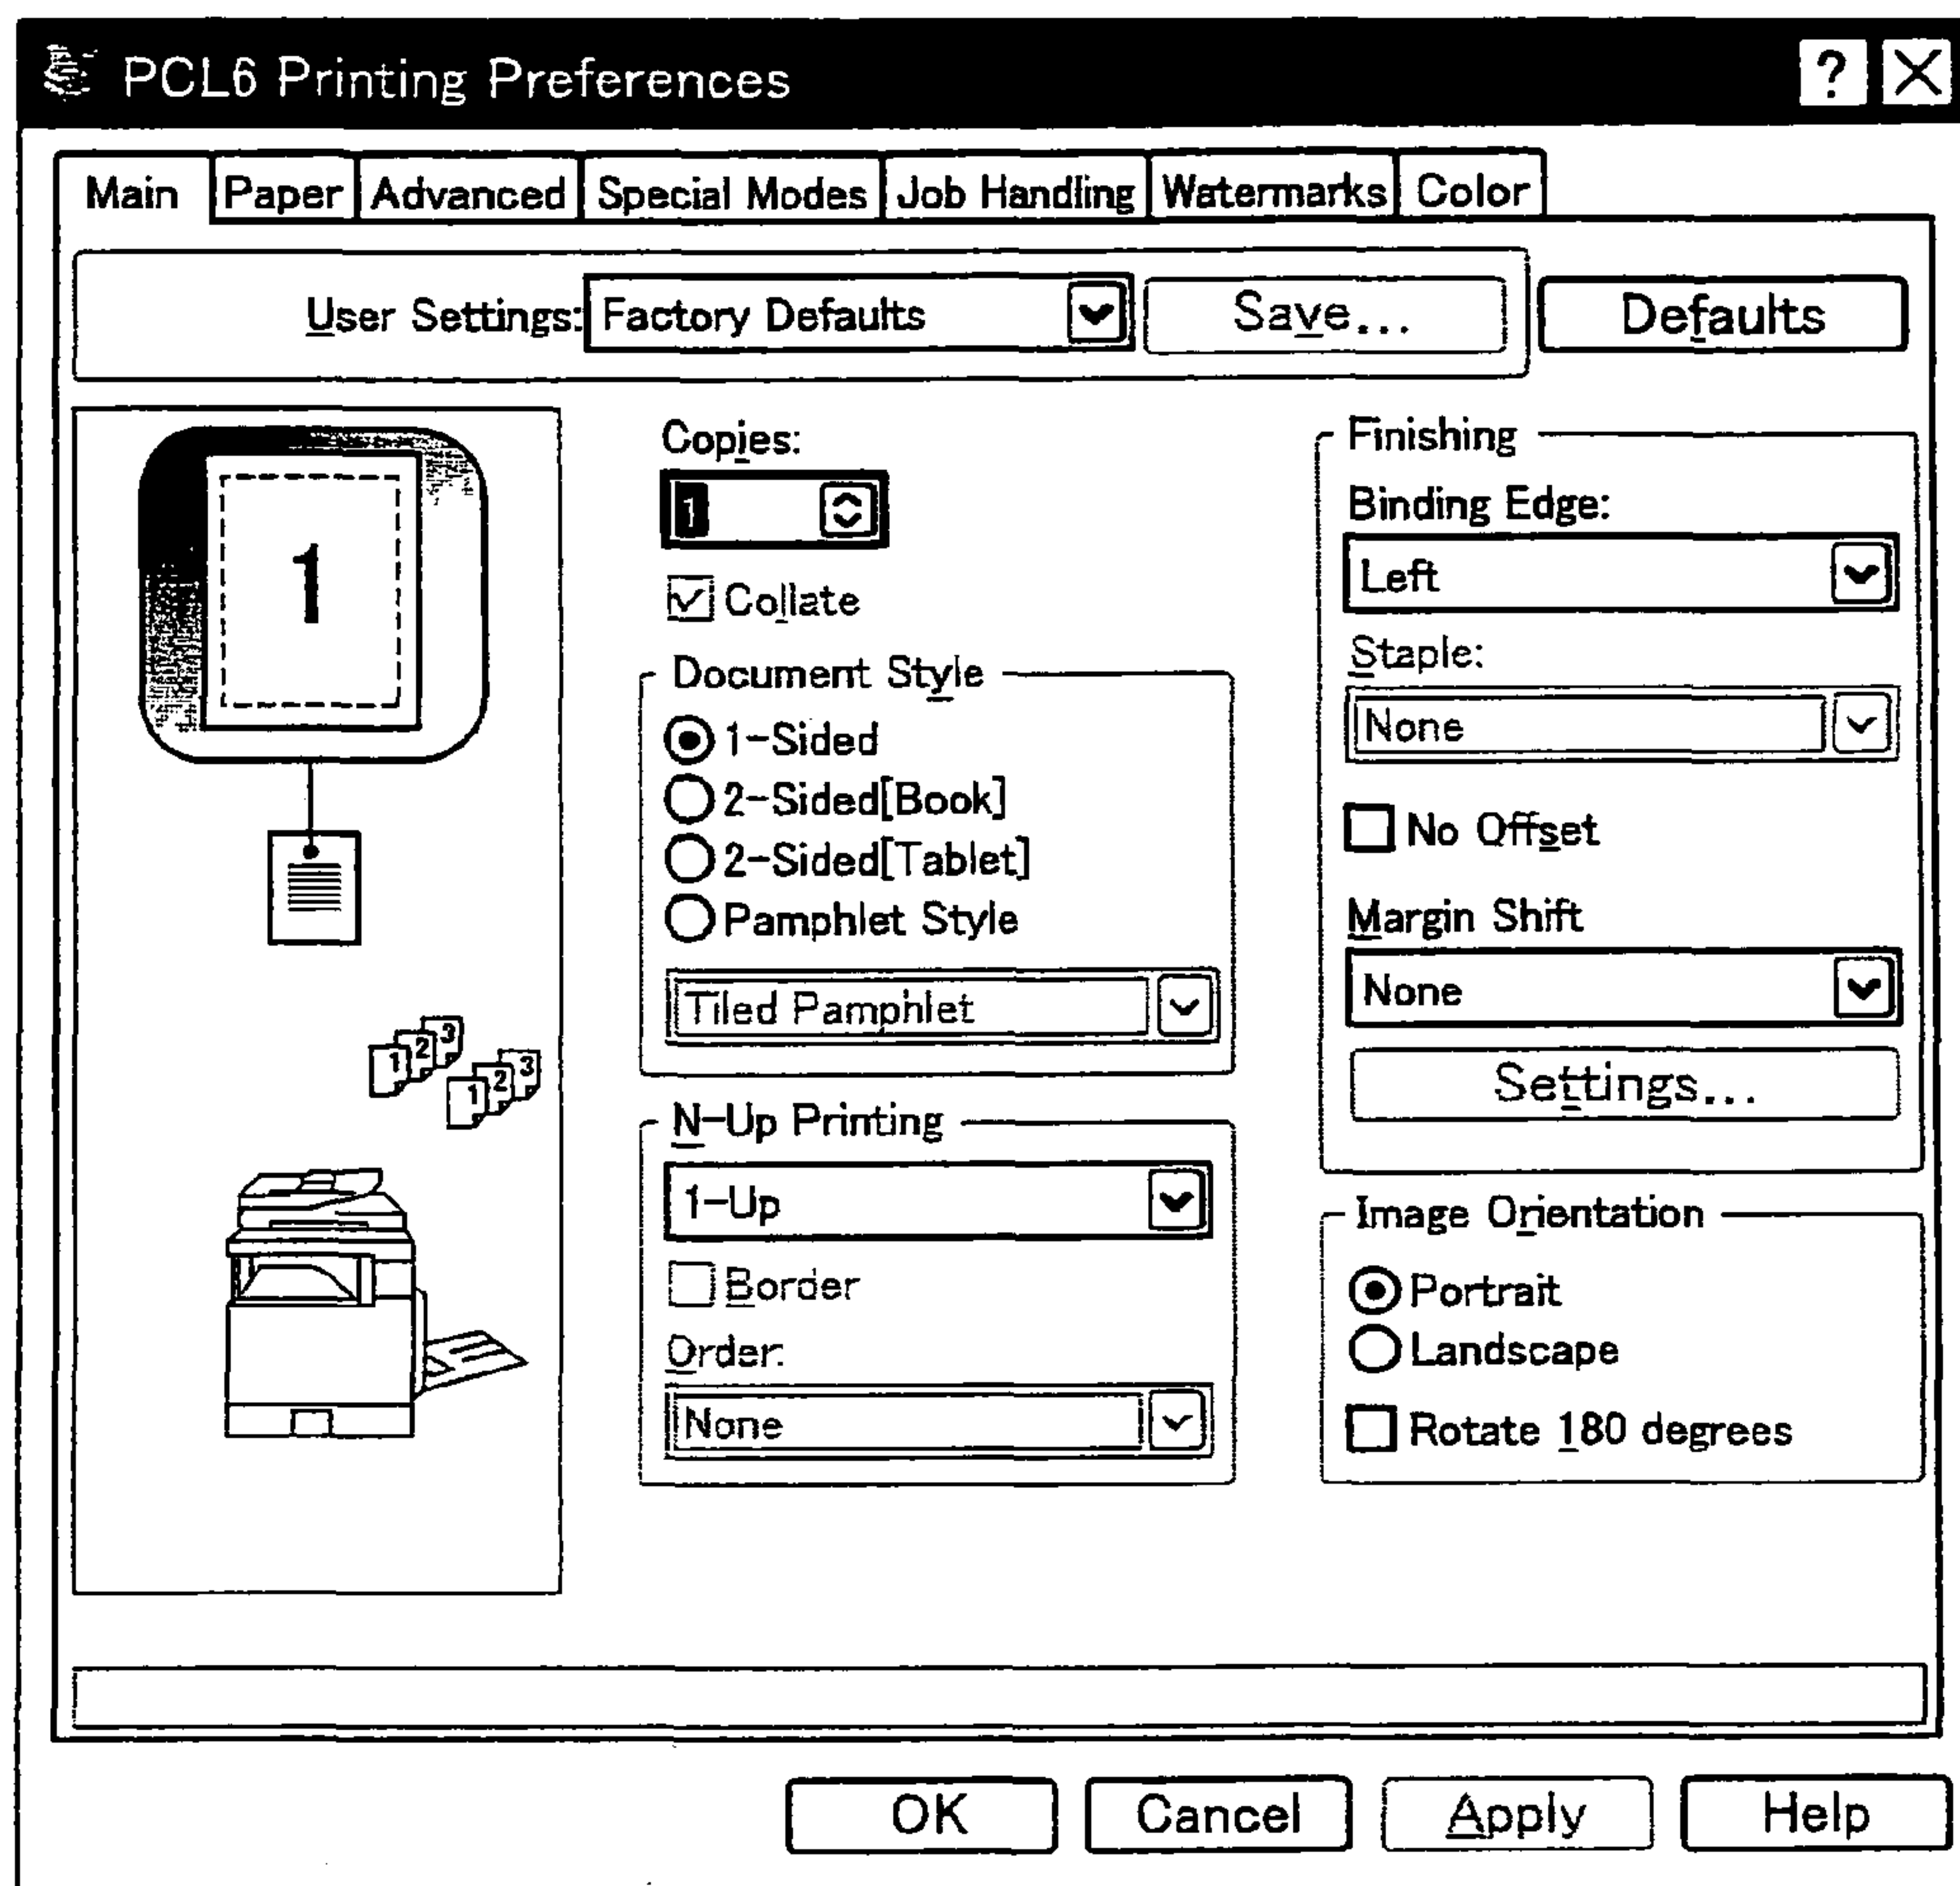 PCL6 Printing Preferences ? X
Main Paper Advanced Special Modes Job Handling Watermarks Color
User Settings: Factory Defaults Save... Defaults
1
Copies:
1
Collate
Document Style
1-Sided
2-Sided[Book]
2-Sided[Tablet]
Pamphlet Style
Tiled Pamphlet
1 2 3
1 2 3
N-Up Printing
1-Up
Border
Order:
None
Finishing
Binding Edge:
Left
Staple:
None
No Offset
Margin Shift
None
Settings...
Image Orientation
Portrait
Landscape
Rotate 180 degrees
OK Cancel Apply Help